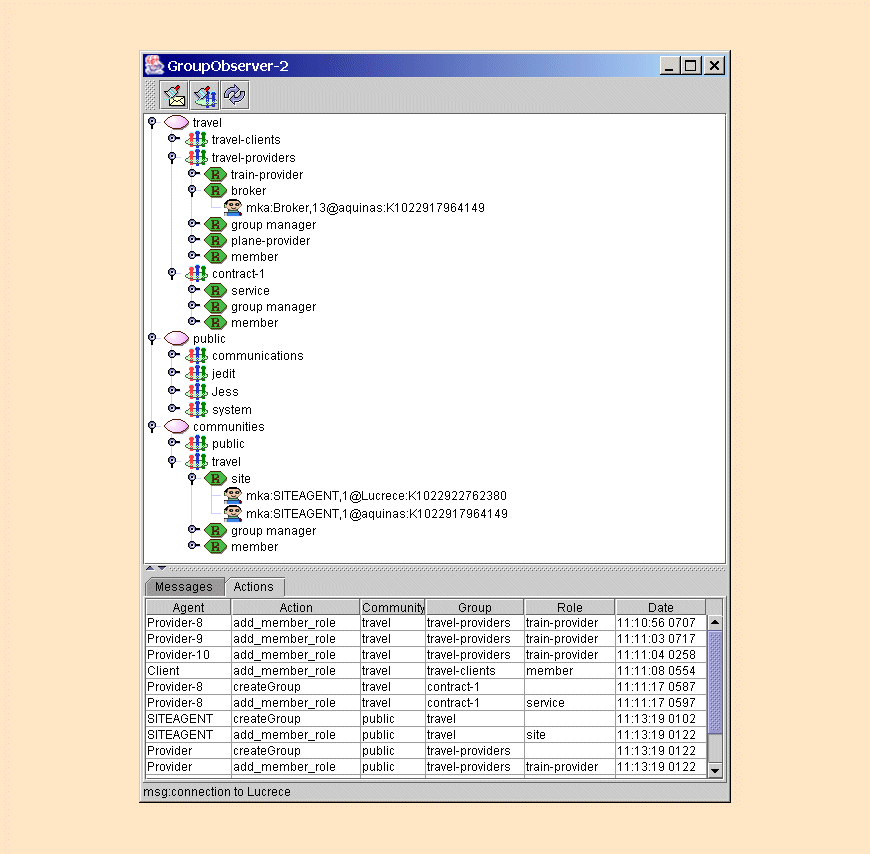 GroupObserver-2
travel
travel-clients
travel-providers
R train-provider
R broker
mka:Broker,13@aquinas:K1022917964149
R group manager
R plane-provider
R member
contract-1
R service
R group manager
R member
public
communications
jedit
Jess
system
communities
public
travel
R site
mka:SITEAGENT,1@Lucrece:K1022922762380
mka:SITEAGENT,1@aquinas:K1022917964149
R group manager
R member
Messages Actions
Agent Action Community Group Role Date
Provider-8 add_member_role travel travel-providers train-provider 11:10:56 0707
Provider-9 add_member_role travel travel-providers train-provider 11:11:03 0717
Provider-10 add_member_role travel travel-providers train-provider 11:11:04 0258
Client add_member_role travel travel-clients member 11:11:08 0554
Provider-8 createGroup travel contract-1 11:11:17 0587
Provider-8 add_member_role travel contract-1 service 11:11:17 0597
SITEAGENT createGroup public travel 11:13:19 0102
SITEAGENT add_member_role public travel site 11:13:19 0122
Provider createGroup public travel-providers 11:13:19 0122
Provider add_member_role public travel-providers train-provider 11:13:19 0122
msg:connection to Lucrece